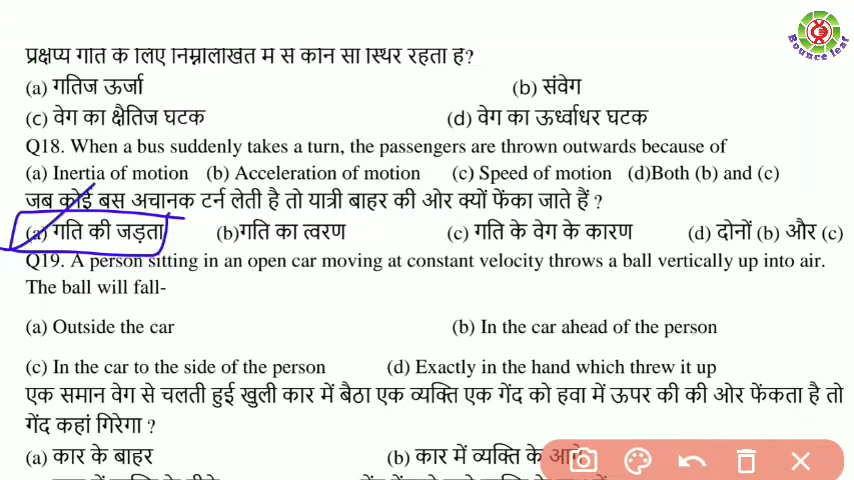 प्रक्षेप्य गति के लिए निम्नलिखित में से कौन सा स्थिर रहता है?
(a) गतिज ऊर्जा (b) संवेग
(c) वेग का क्षैतिज घटक (d) वेग का ऊर्ध्वाधर घटक
Q18. When a bus suddenly takes a turn, the passengers are thrown outwards because of
(a) Inertia of motion (b) Acceleration of motion (c) Speed of motion (d)Both (b) and (c)
जब कोई बस अचानक टर्न लेती है तो यात्री बाहर की ओर क्यों फेंका जाते हैं ?
(a) गति की जड़ता (b)गति का त्वरण (c) गति के वेग के कारण (d) दोनों (b) और (c)
Q19. A person sitting in an open car moving at constant velocity throws a ball vertically up into air.
The ball will fall-
(a) Outside the car (b) In the car ahead of the person
(c) In the car to the side of the person (d) Exactly in the hand which threw it up
एक समान वेग से चलती हुई खुली कार में बैठा एक व्यक्ति एक गेंद को हवा में ऊपर की की ओर फेंकता है तो
गेंद कहां गिरेगा ?
(a) कार के बाहर (b) कार में व्यक्ति के आगे
Bounce leaf